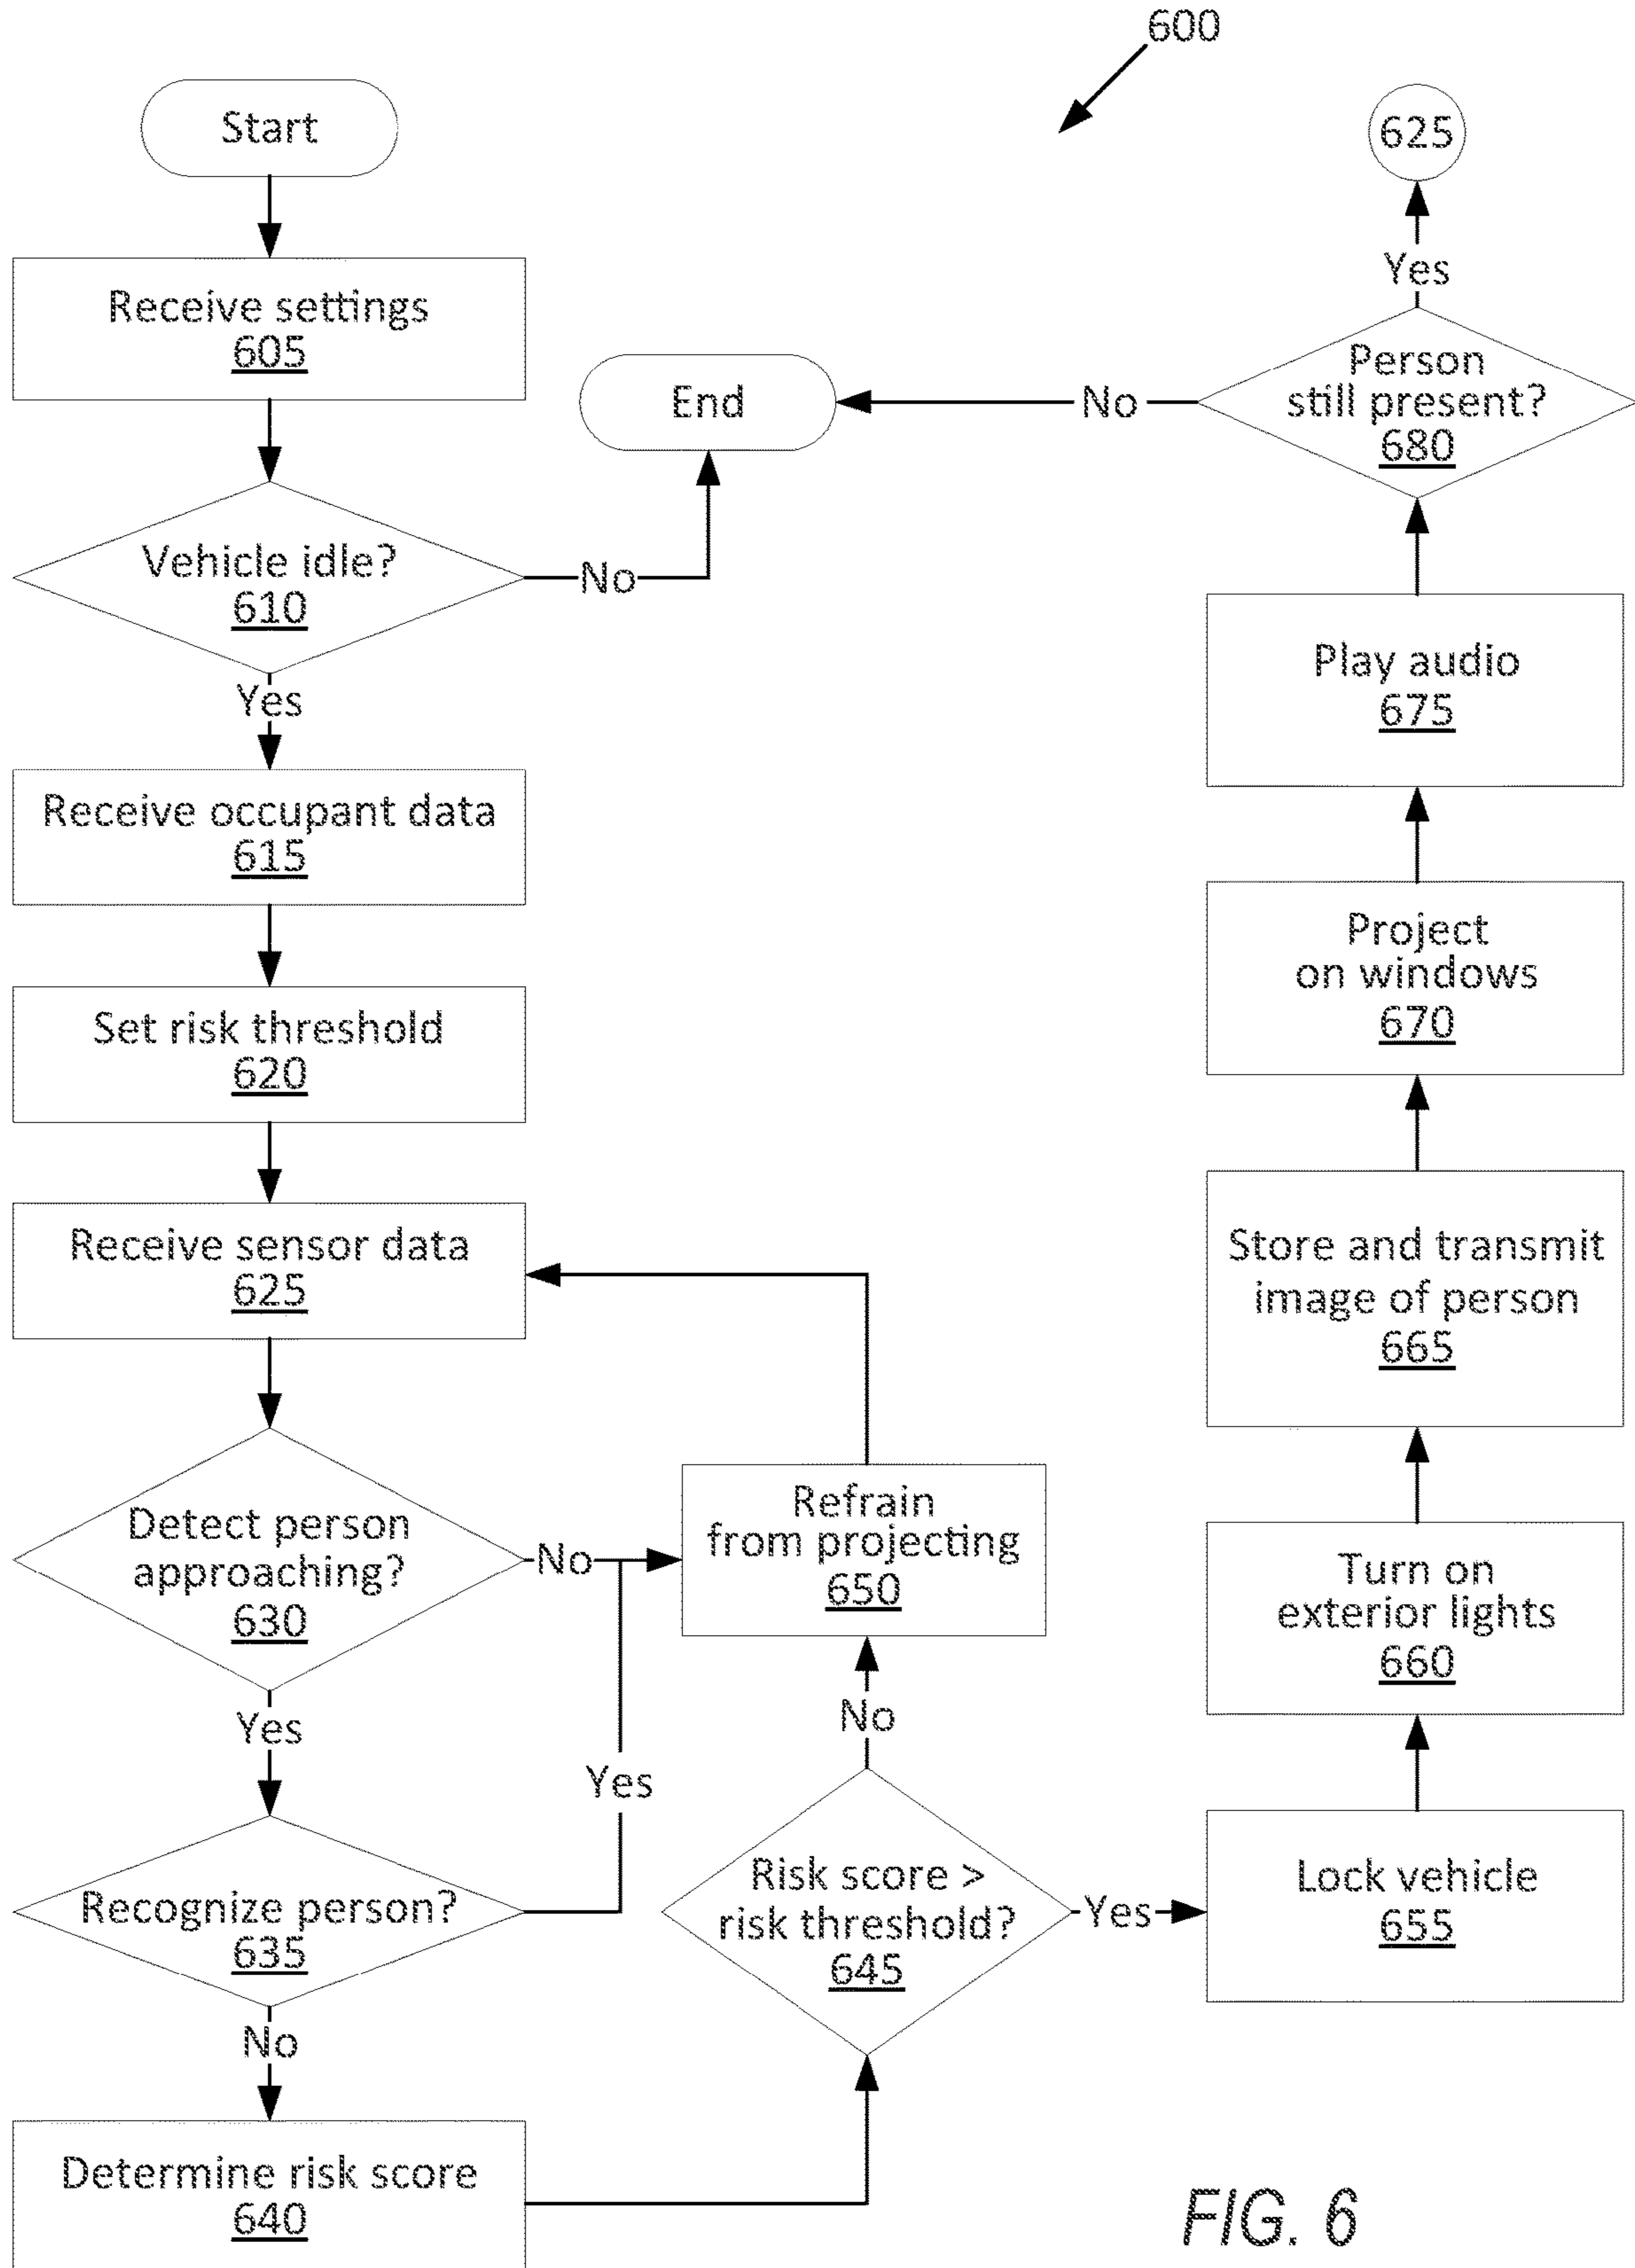 600
Start
Receive settings
605
Vehicle idle?
610
No
End
Yes
Receive occupant data
615
Set risk threshold
620
Receive sensor data
625
Detect person
approaching?
630
No
Yes
Recognize person?
635
Yes
No
Determine risk score
640
Refrain
from projecting
650
No
Risk score >
risk threshold?
645
Yes
Lock vehicle
655
Turn on
exterior lights
660
Store and transmit
image of person
665
Project
on windows
670
Play audio
675
Person
still present?
680
No
Yes
625
FIG. 6